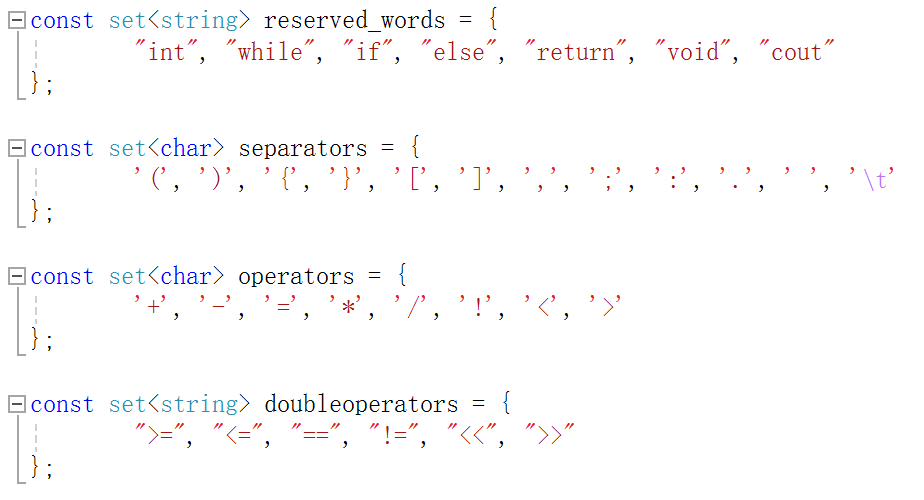 const set<string> reserved_words = {
"int", "while", "if", "else", "return", "void", "cout"
};
const set<char> separators = {
'(', ')', '{', '}', '[', ']', ',', ';', ':', '.', ' ', '\t'
};
const set<char> operators = {
'+', '-', '=', '*', '/', '!', '<', '>'
};
const set<string> doubleoperators = {
">=", "<=", "==", "!=", "<<", ">>"
};